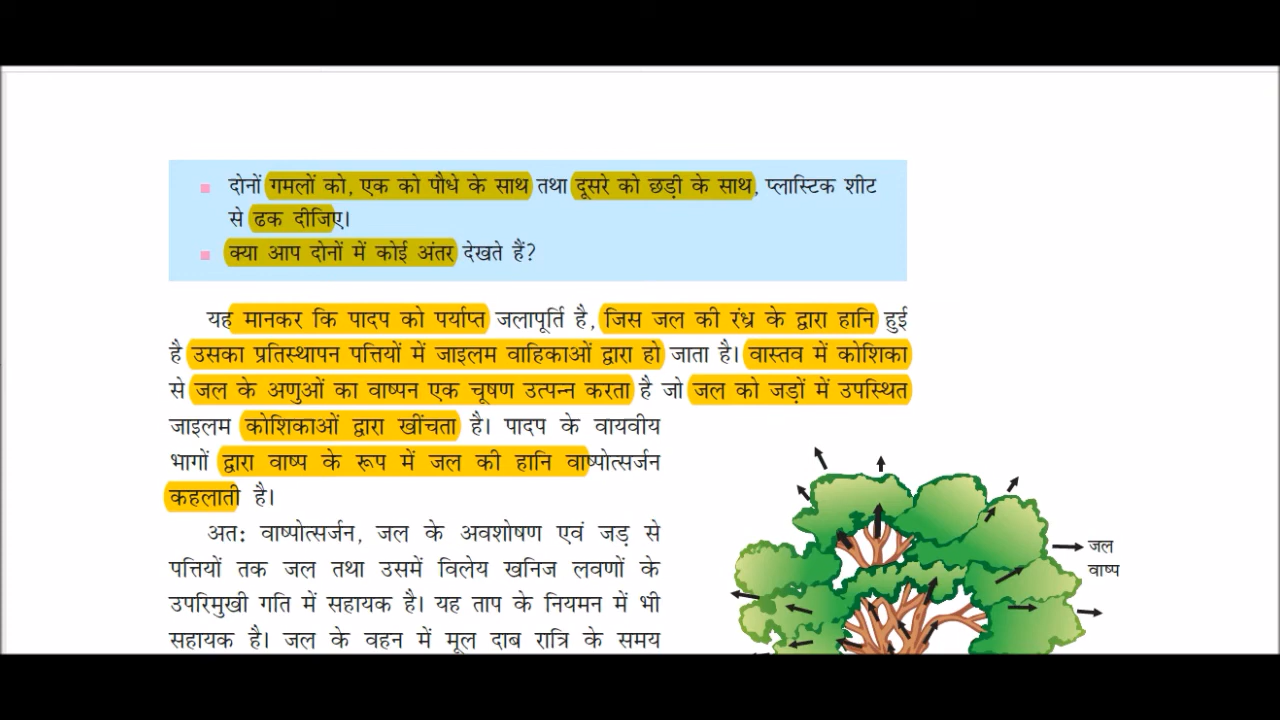 दोनों गमलों को, एक को पौधे के साथ तथा दूसरे को छड़ी के साथ, प्लास्टिक शीट
से ढक दीजिए।
क्या आप दोनों में कोई अंतर देखते हैं?
यह मानकर कि पादप को पर्याप्त जलापूर्ति है, जिस जल की रंध्र के द्वारा हानि हुई
है उसका प्रतिस्थापन पत्तियों में जाइलम वाहिकाओं द्वारा हो जाता है। वास्तव में कोशिका
से जल के अणुओं का वाष्पन एक चूषण उत्पन्न करता है जो जल को जड़ों में उपस्थित
जाइलम कोशिकाओं द्वारा खींचता है। पादप के वायवीय
भागों द्वारा वाष्प के रूप में जल की हानि वाष्पोत्सर्जन
कहलाती है।
अतः वाष्पोत्सर्जन, जल के अवशोषण एवं जड़ से
पत्तियों तक जल तथा उसमें विलेय खनिज लवणों के
उपरिमुखी गति में सहायक है। यह ताप के नियमन में भी
सहायक है। जल के वहन में मूल दाब रात्रि के समय
जल
वाष्प